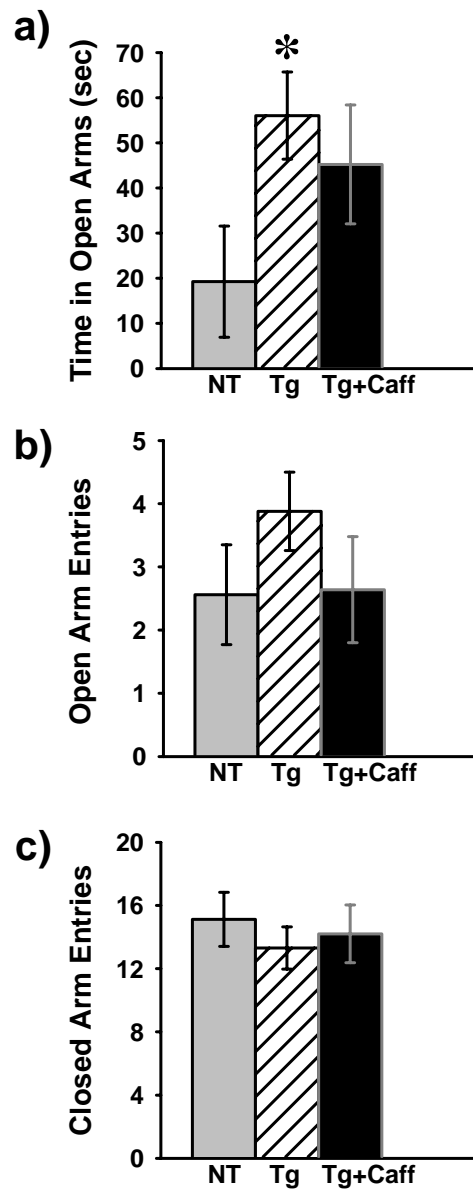 a)
Time in Open Arms (sec)
70
60
50
40
30
20
10
0
*
NT Tg Tg+Caff
b)
Open Arm Entries
5
4
3
2
1
0
NT Tg Tg+Caff
c)
Closed Arm Entries
20
16
12
8
4
0
NT Tg Tg+Caff